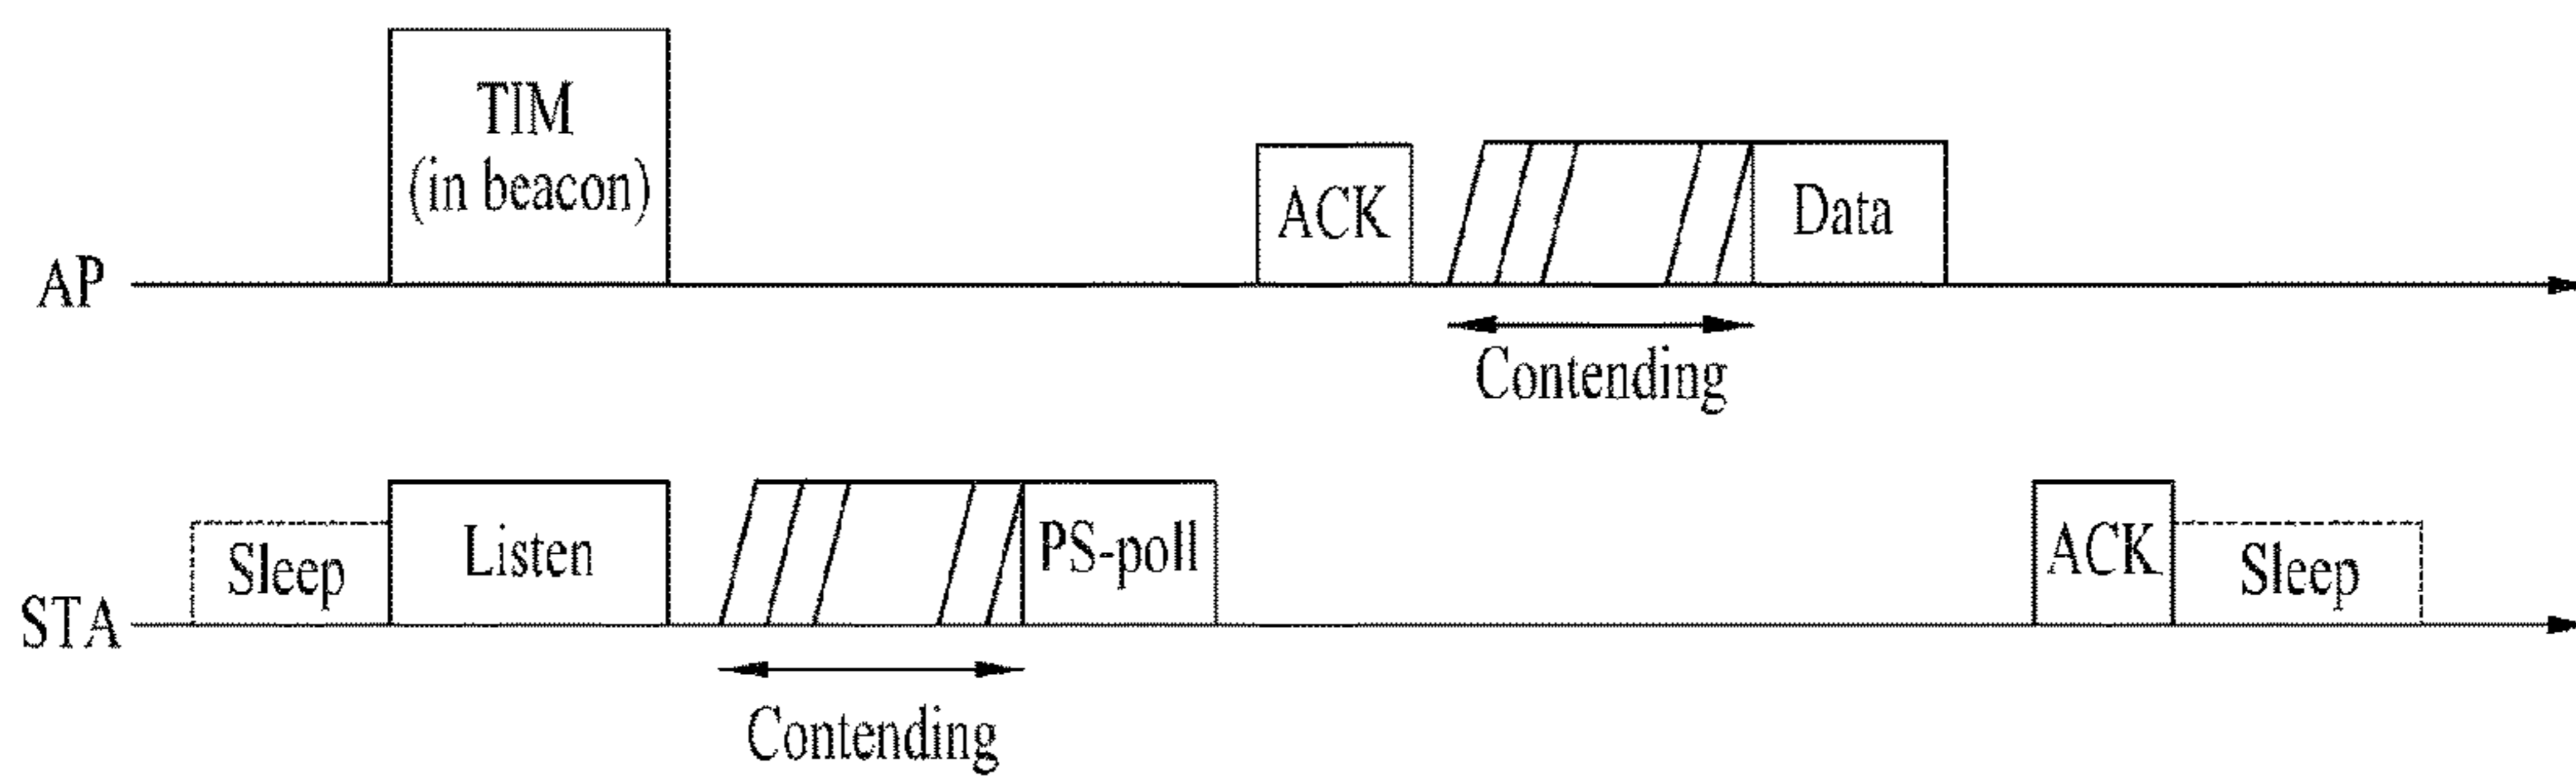 TIM
(in beacon)
ACK
Data
AP
Contending
Sleep
Listen
PS-poll
ACK
Sleep
STA
Contending